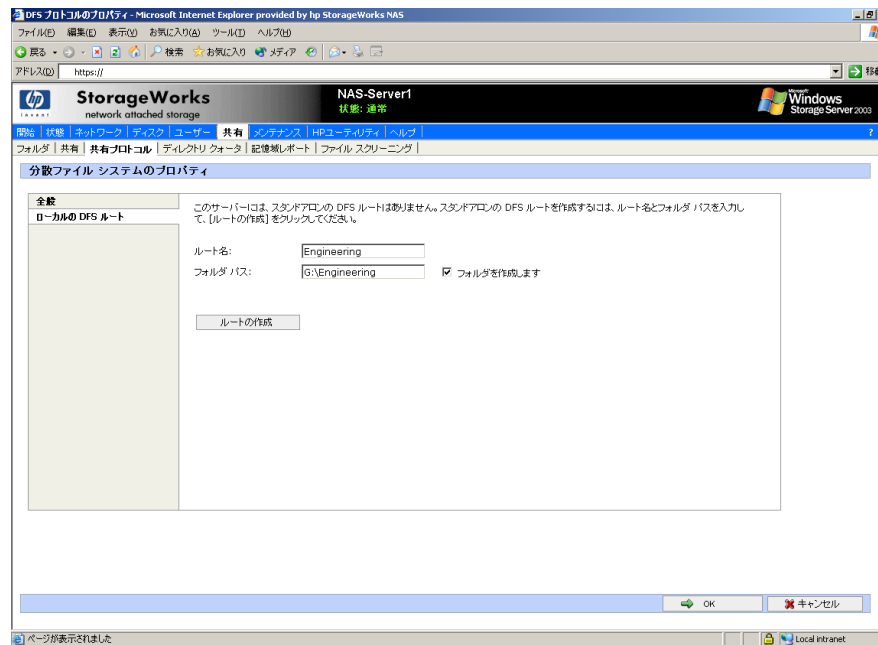 DFS プロトコルのプロパティ - Microsoft Internet Explorer provided by hp StorageWorks NAS
ファイル(F) 編集(E) 表示(V) お気に入り(A) ツール(T) ヘルプ(H)
戻る 検索 お気に入り メディア
アドレス(D) https:// 移動
hp
invent
StorageWorks
network attached storage
NAS-Server1
状態: 通常
Microsoft
Windows
Storage Server 2003
開始 状態 ネットワーク ディスク ユーザー 共有 メンテナンス HPユーティリティ ヘルプ ?
フォルダ 共有 共有プロトコル ディレクトリ クォータ 記憶域レポート ファイル スクリーニング
分散ファイル システムのプロパティ
全般
ローカルの DFS ルート
このサーバーには、スタンドアロンの DFS ルートはありません。スタンドアロンの DFS ルートを作成するには、ルート名とフォルダ パスを入力し
て、[ルートの作成] をクリックしてください。
ルート名: Engineering
フォルダ パス: G:\Engineering フォルダを作成します
ルートの作成
OK キャンセル
ページが表示されました Local intranet